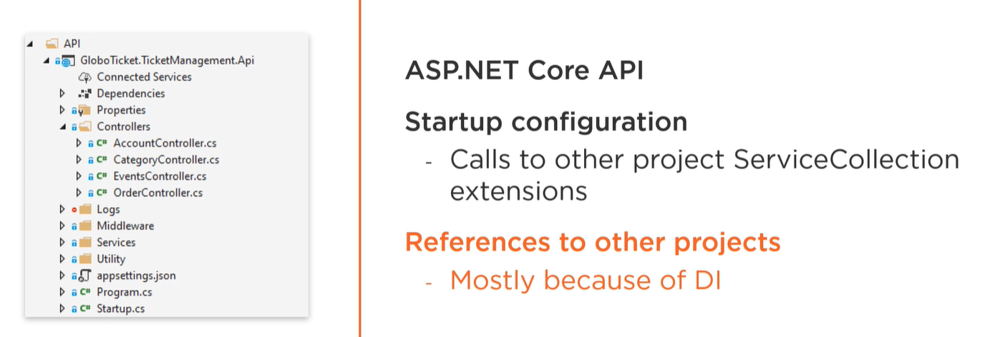 API
GloboTicket.TicketManagement.Api
Connected Services
Dependencies
Properties
Controllers
C# AccountController.cs
C# CategoryController.cs
C# EventsController.cs
C# OrderController.cs
Logs
Middleware
Services
Utility
appsettings.json
C# Program.cs
C# Startup.cs
ASP.NET Core API
Startup configuration
- Calls to other project ServiceCollection
extensions
References to other projects
- Mostly because of DI